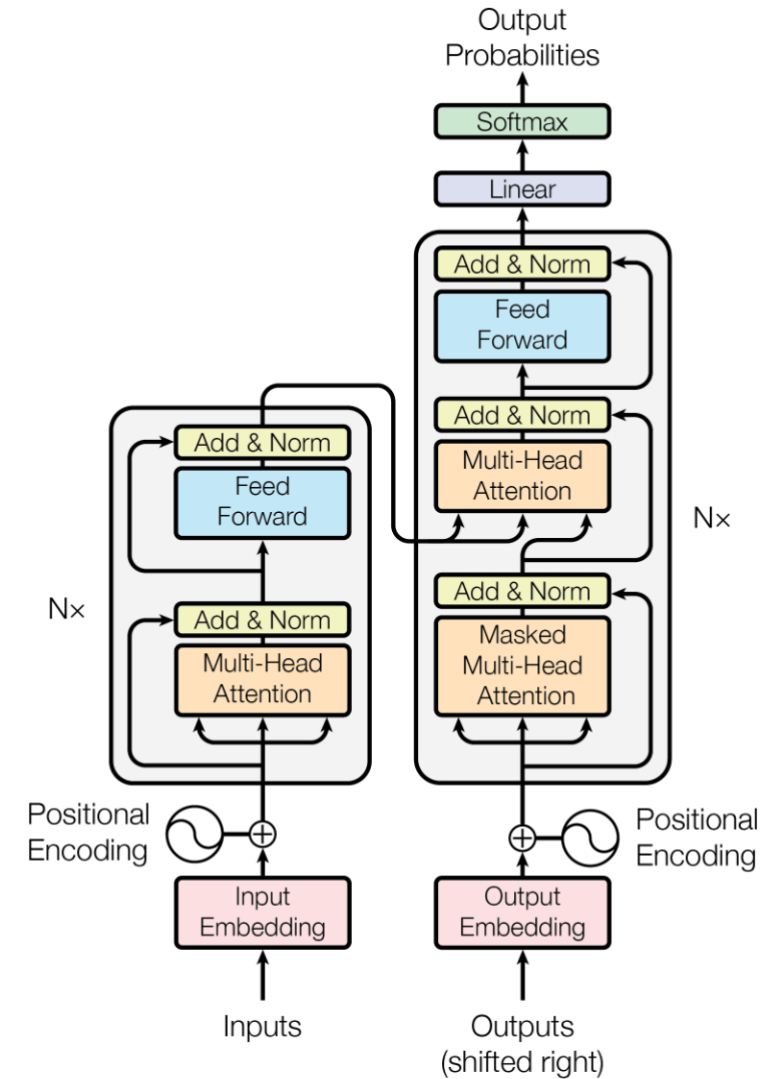 Output
Probabilities
Softmax
Linear
Add & Norm
Feed
Forward
Add & Norm
Multi-Head
Attention
Nx
Add & Norm
Masked
Multi-Head
Attention
Positional
Encoding
Output
Embedding
Outputs
(shifted right)
Add & Norm
Feed
Forward
Nx
Add & Norm
Multi-Head
Attention
Positional
Encoding
Input
Embedding
Inputs